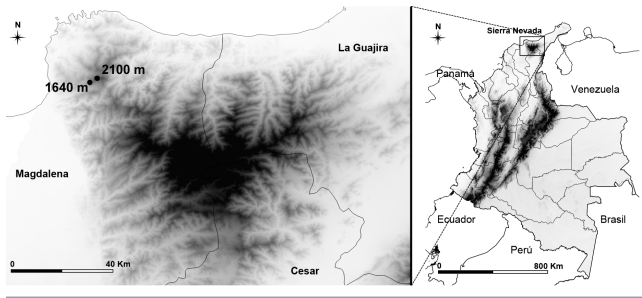 N
La Guajira
2100 m
1640 m
Magdalena
0 40 Km
Cesar
N
Sierra Nevada
Panamá
Venezuela
Ecuador
Brasil
Perú
0 800 Km